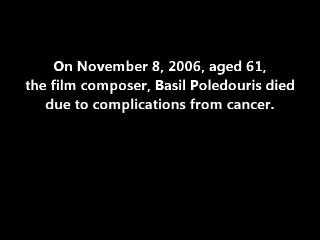 On November 8, 2006, aged 61,
the film composer, Basil Poledouris died
due to complications from cancer.